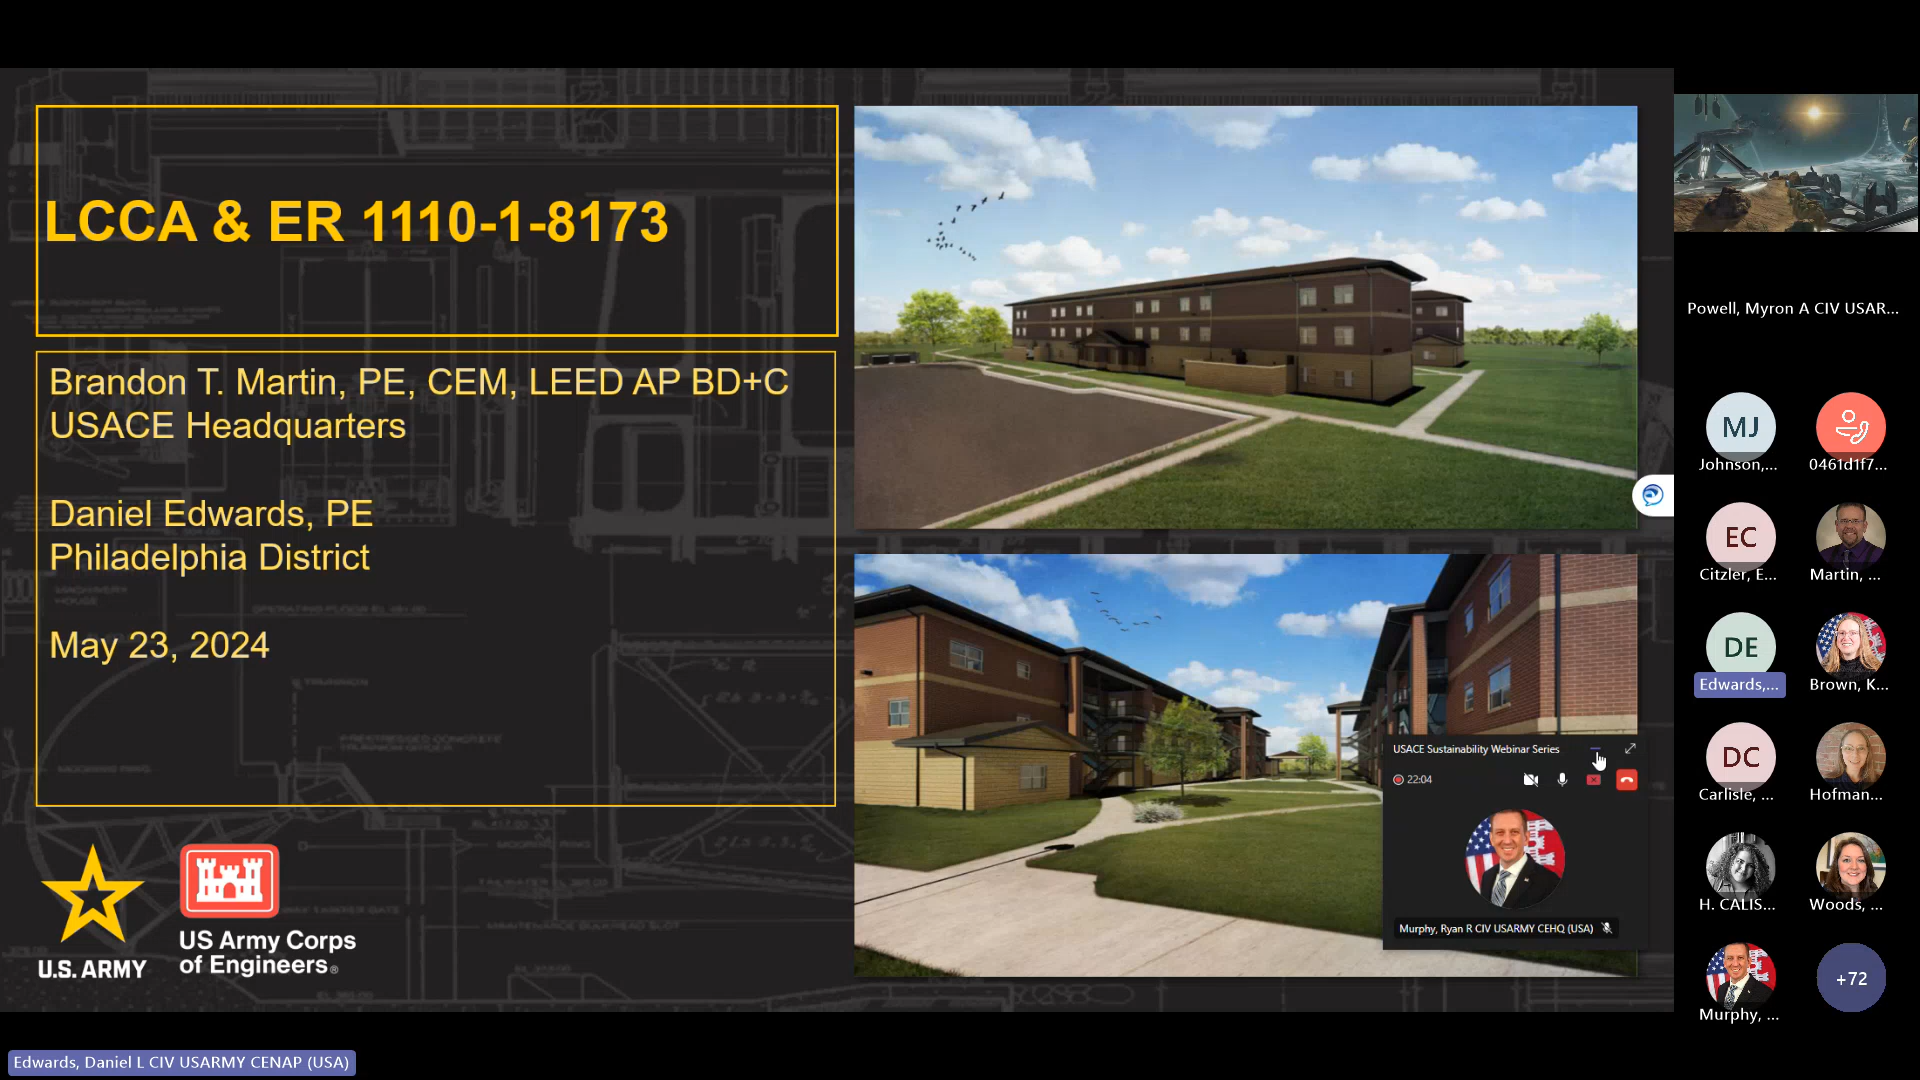 LCCA & ER 1110-1-8173
Brandon T. Martin, PE, CEM, LEED AP BD+C
USACE Headquarters
Daniel Edwards, PE
Philadelphia District
May 23, 2024
U.S. ARMY
US Army Corps
of Engineers®
USACE Sustainability Webinar Series
22:04
Murphy, Ryan R CIV USARMY CEHQ (USA)
Powell, Myron A CIV USAR...
MJ
Johnson,...
0461d1f7...
EC
Citzler, E...
Martin, ...
DE
Edwards,...
Brown, K...
DC
Carlisle, ...
Hofman...
H. CALIS...
Woods, ...
Murphy, ...
+72
Edwards, Daniel L CIV USARMY CENAP (USA)